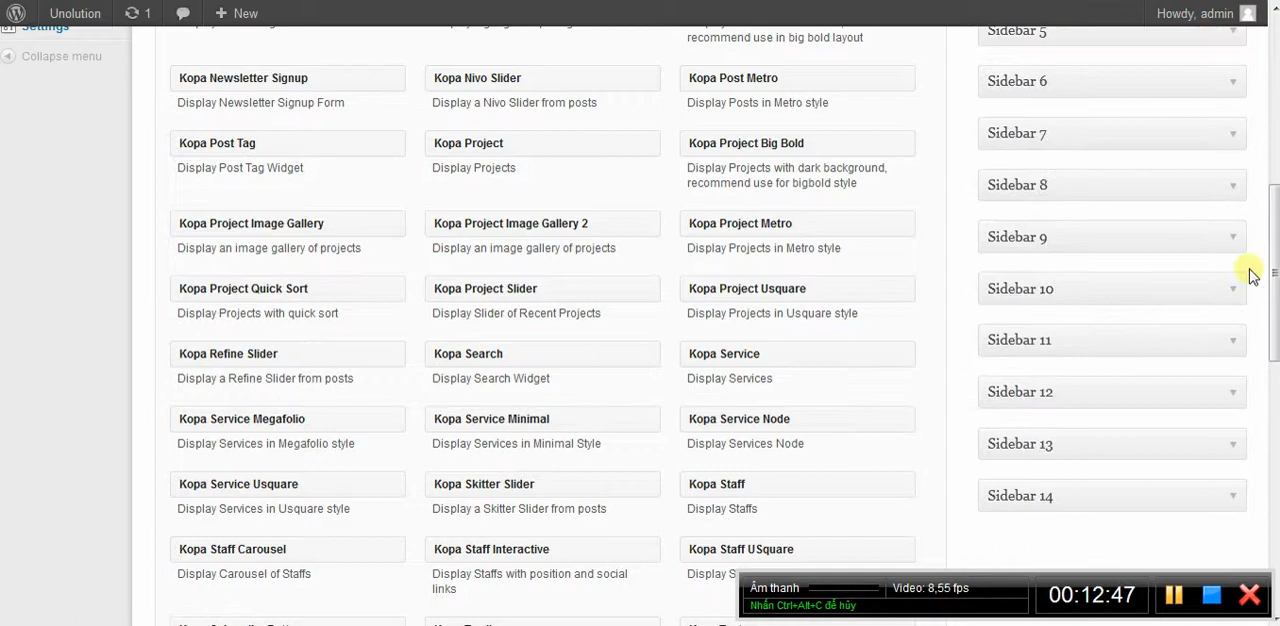 Unolution 1 New Howdy, admin
Settings
Collapse menu
recommend use in big bold layout
Kopa Newsletter Signup
Display Newsletter Signup Form
Kopa Nivo Slider
Display a Nivo Slider from posts
Kopa Post Metro
Display Posts in Metro style
Kopa Post Tag
Display Post Tag Widget
Kopa Project
Display Projects
Kopa Project Big Bold
Display Projects with dark background,
recommend use for bigbold style
Kopa Project Image Gallery
Display an image gallery of projects
Kopa Project Image Gallery 2
Display an image gallery of projects
Kopa Project Metro
Display Projects in Metro style
Kopa Project Quick Sort
Display Projects with quick sort
Kopa Project Slider
Display Slider of Recent Projects
Kopa Project Usquare
Display Projects in Usquare style
Kopa Refine Slider
Display a Refine Slider from posts
Kopa Search
Display Search Widget
Kopa Service
Display Services
Kopa Service Megafolio
Display Services in Megafolio style
Kopa Service Minimal
Display Services in Minimal Style
Kopa Service Node
Display Services Node
Kopa Service Usquare
Display Services in Usquare style
Kopa Skitter Slider
Display a Skitter Slider from posts
Kopa Staff
Display Staffs
Kopa Staff Carousel
Display Carousel of Staffs
Kopa Staff Interactive
Display Staffs with position and social
links
Kopa Staff USquare
Sidebar 5
Sidebar 6
Sidebar 7
Sidebar 8
Sidebar 9
Sidebar 10
Sidebar 11
Sidebar 12
Sidebar 13
Sidebar 14
Âm thanh
Video: 8,55 fps
Nhấn Ctrl+Alt+C để hủy
00:12:47